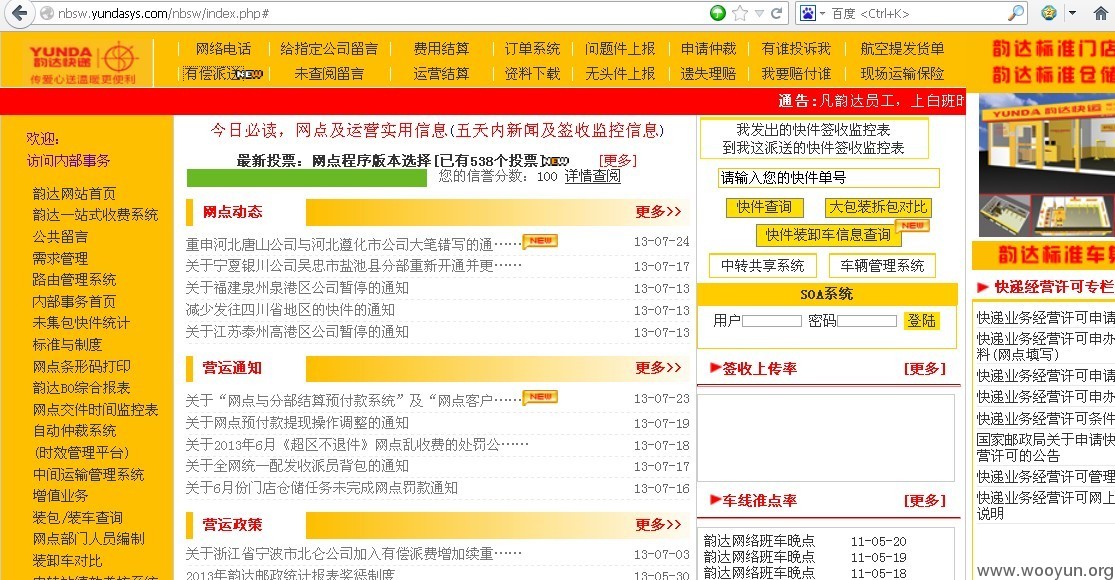 nbsw.yundasys.com/nbsw/index.php#
百度 <Ctrl+K>
YUNDA
韵达快递
传爱心送温暖更便利
网络电话 给指定公司留言 费用结算 订单系统 问题件上报 申请仲裁 有谁投诉我 航空提发货单
有偿派送 NEW 未查阅留言 运营结算 资料下载 无头件上报 遗失理赔 我要赔付谁 现场运输保险
韵达标准门店
韵达标准仓储
通告:凡韵达员工，上白班时
欢迎:
访问内部事务
韵达网站首页
韵达一站式收费系统
公共留言
需求管理
路由管理系统
内部事务首页
未集包快件统计
标准与制度
网点条形码打印
韵达BO综合报表
网点交件时间监控表
自动仲裁系统
(时效管理平台)
中间运输管理系统
增值业务
装包/装车查询
网点部门人员编制
装卸车对比
今日必读，网点及运营实用信息(五天内新闻及签收监控信息)
最新投票：网点程序版本选择[已有538个投票] NEW [更多]
您的信誉分数：100 详情查阅
网点动态 更多>>
重申河北唐山公司与河北遵化市公司大笔错写的通…… NEW 13-07-24
关于宁夏银川公司吴忠市盐池县分部重新开通并更…… 13-07-17
关于福建泉州泉港区公司暂停的通知 13-07-13
减少发往四川省地区的快件的通知 13-07-13
关于江苏泰州高港区公司暂停的通知 13-07-13
营运通知 更多>>
关于“网点与分部结算预付款系统”及“网点客户…… NEW 13-07-23
关于网点预付款提现操作调整的通知 13-07-19
关于2013年6月《超区不退件》网点乱收费的处罚公…… 13-07-18
关于全网统一配发收派员背包的通知 13-07-17
关于6月份门店仓储任务未完成网点罚款通知 13-07-16
营运政策 更多>>
关于浙江省宁波市北仑公司加入有偿派费增加续重…… 13-07-03
2013年韵达邮政统计报表奖惩制度 13-05-30
我发出的快件签收监控表
到我这派送的快件签收监控表
请输入您的快件单号
快件查询 大包装拆包对比
快件装卸车信息查询 NEW
中转共享系统 车辆管理系统
SOA系统
用户 密码 登陆
签收上传率 [更多]
车线准点率 [更多]
韵达网络班车晚点 11-05-20
韵达网络班车晚点 11-05-19
韵达网络班车晚点 11-05-18
YUNDA 韵达快运
韵达标准车
快递经营许可专栏
快递业务经营许可申请
快递业务经营许可申办
料(网点填写)
快递业务经营许可申请
快递业务经营许可申办
快递业务经营许可条件
国家邮政局关于申请快
营许可的公告
快递业务经营许可管理
快递业务经营许可网上
说明
www.wooyun.org